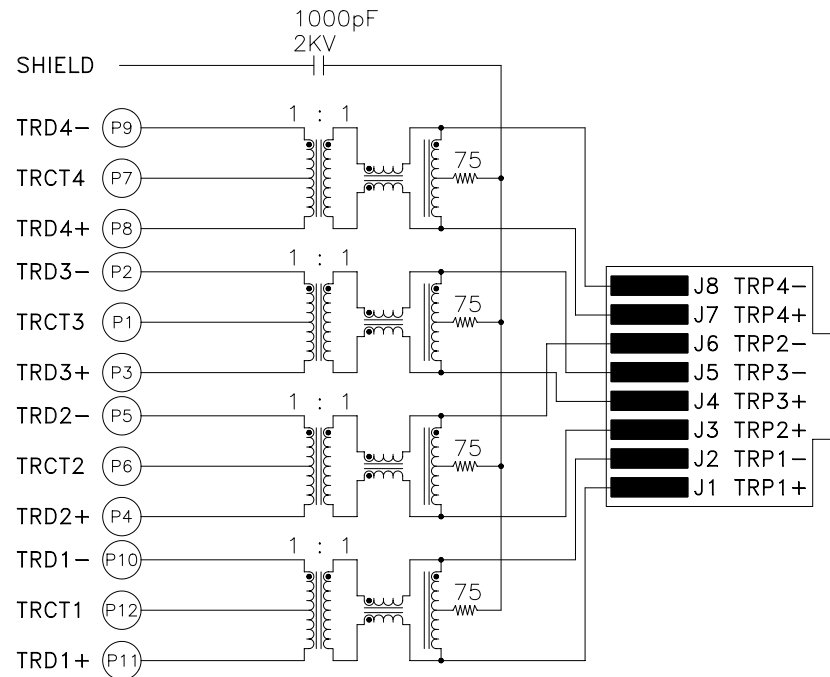 1000pF
2KV
SHIELD
1 : 1
TRD4- P9
75
TRCT4 P7
TRD4+ P8
1 : 1
TRD3- P2
75
TRCT3 P1
TRD3+ P3
1 : 1
TRD2- P5
75
TRCT2 P6
TRD2+ P4
1 : 1
TRD1- P10
75
TRCT1 P12
TRD1+ P11
J8 TRP4-
J7 TRP4+
J6 TRP2-
J5 TRP3-
J4 TRP3+
J3 TRP2+
J2 TRP1-
J1 TRP1+